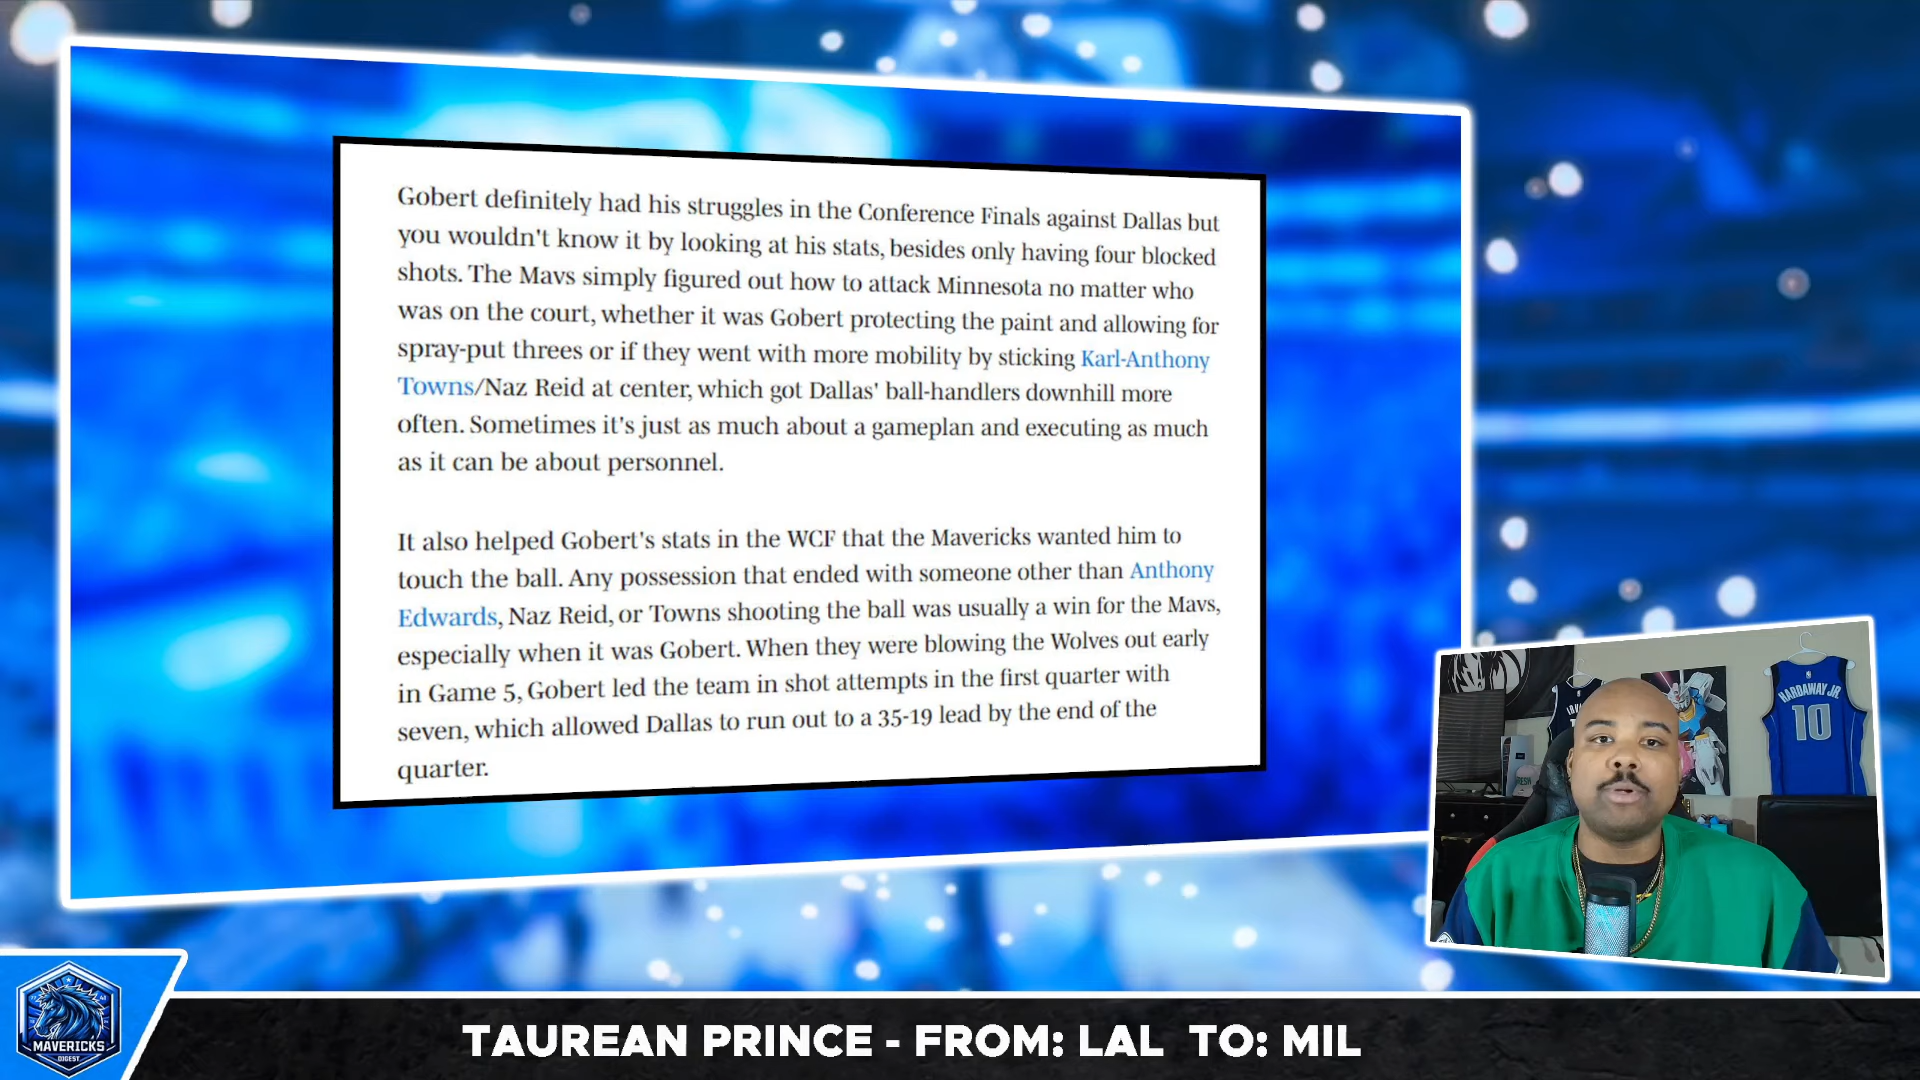 Gobert definitely had his struggles in the Conference Finals against Dallas but
you wouldn't know it by looking at his stats, besides only having four blocked
shots. The Mavs simply figured out how to attack Minnesota no matter who
was on the court, whether it was Gobert protecting the paint and allowing for
spray-put threes or if they went with more mobility by sticking Karl-Anthony
Towns/Naz Reid at center, which got Dallas' ball-handlers downhill more
often. Sometimes it's just as much about a gameplan and executing as much
as it can be about personnel.
It also helped Gobert's stats in the WCF that the Mavericks wanted him to
touch the ball. Any possession that ended with someone other than Anthony
Edwards, Naz Reid, or Towns shooting the ball was usually a win for the Mavs,
especially when it was Gobert. When they were blowing the Wolves out early
in Game 5, Gobert led the team in shot attempts in the first quarter with
seven, which allowed Dallas to run out to a 35-19 lead by the end of the
quarter.
HARDAWAY JR.
10
MAVERICKS
DIGEST
TAUREAN PRINCE - FROM: LAL TO: MIL